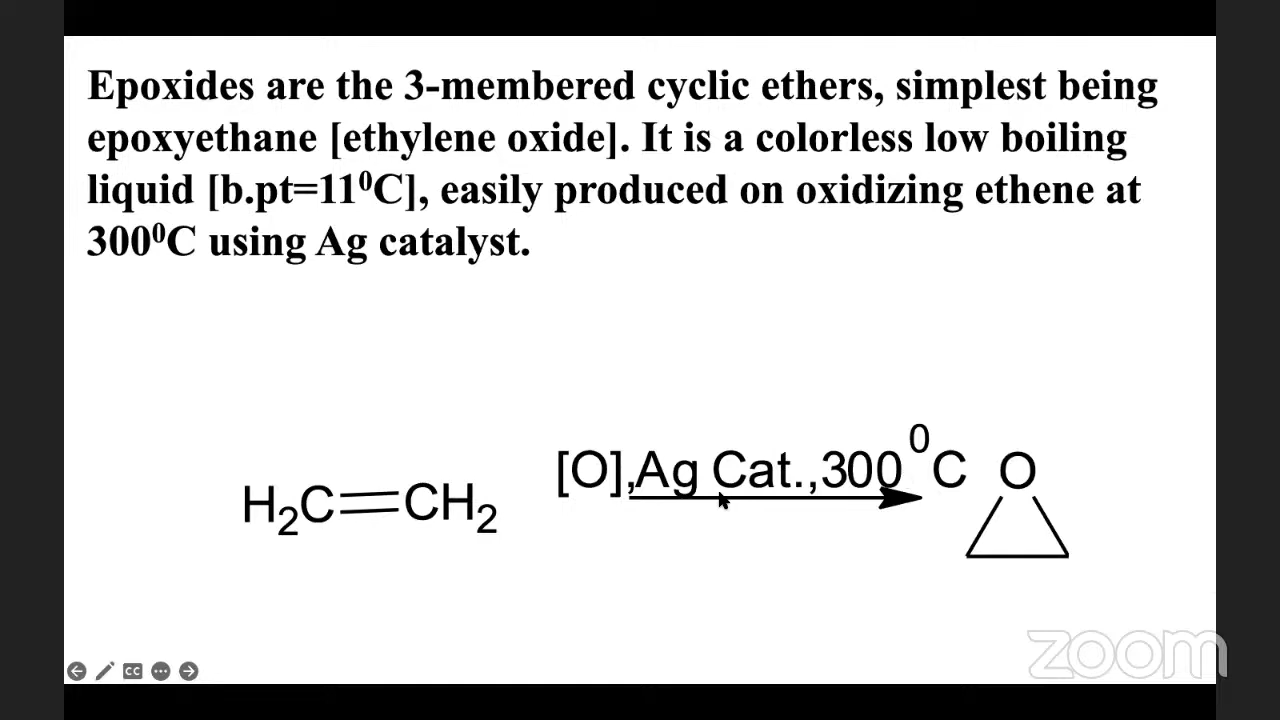 Epoxides are the 3-membered cyclic ethers, simplest being
epoxyethane [ethylene oxide]. It is a colorless low boiling
liquid [b.pt=11⁰C], easily produced on oxidizing ethene at
300⁰C using Ag catalyst.
[O],Ag Cat.,300⁰C O
H₂C=CH₂
CC
zoom